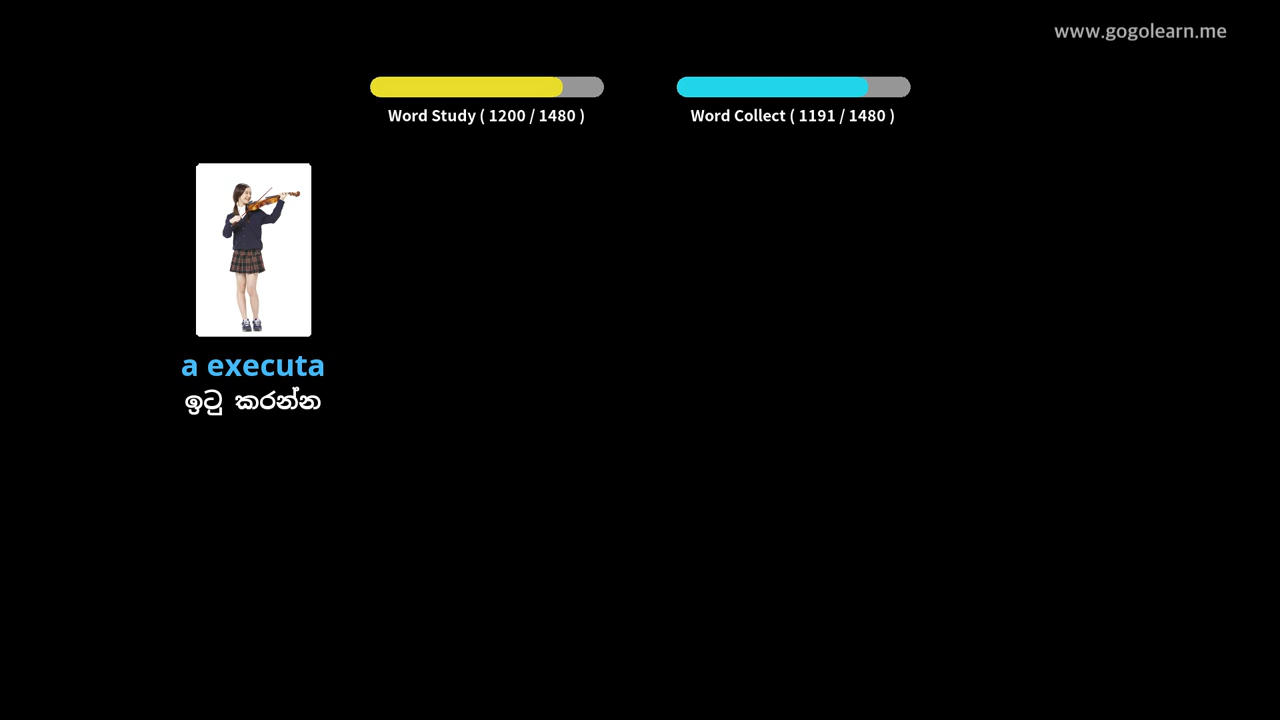 www.gogolearn.me
Word Study ( 1200 / 1480 )
Word Collect ( 1191 / 1480 )
a executa
ඉටු කරන්න